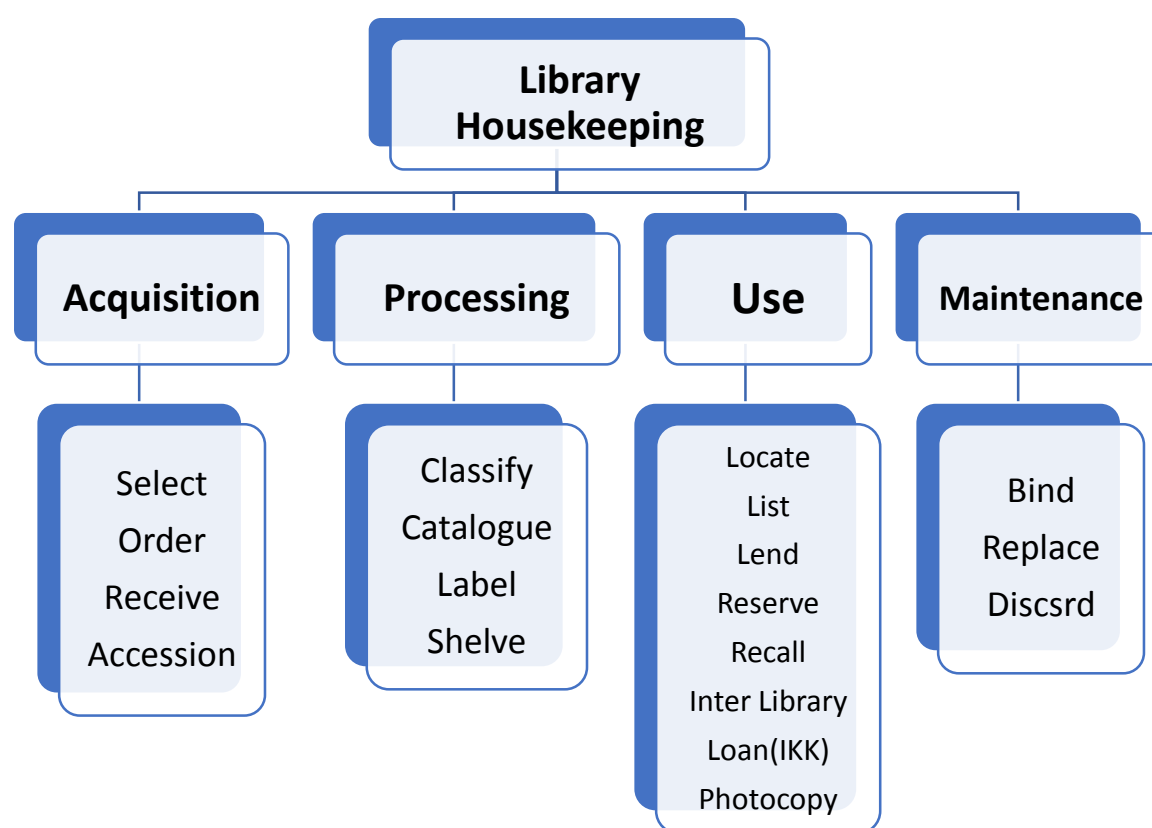 Library
Housekeeping
Acquisition
Processing
Use
Maintenance
Select
Order
Receive
Accession
Classify
Catalogue
Label
Shelve
Locate
List
Lend
Reserve
Recall
Inter Library
Loan(IKK)
Photocopy
Bind
Replace
Discsrd